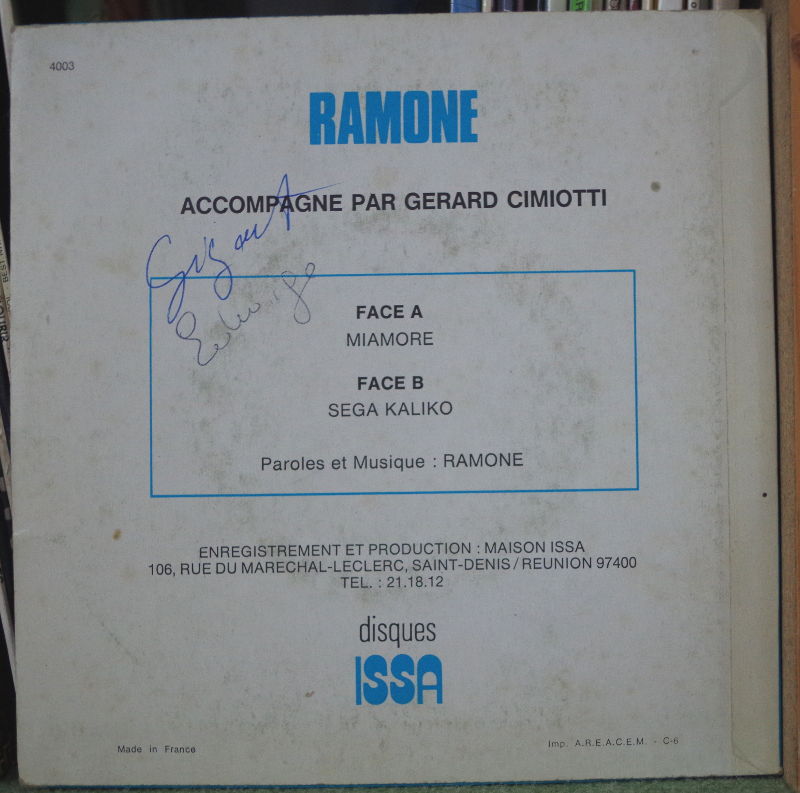 4003
RAMONE
ACCOMPAGNE PAR GERARD CIMIOTTI
Edwige
FACE A
MIAMORE
FACE B
SEGA KALIKO
Paroles et Musique : RAMONE
ENREGISTREMENT ET PRODUCTION : MAISON ISSA
106, RUE DU MARECHAL-LECLERC, SAINT-DENIS / REUNION 97400
TEL. : 21.18.12
disques
ISSA
Made in France
Imp. A.R.E.A.C.E.M. - C-6